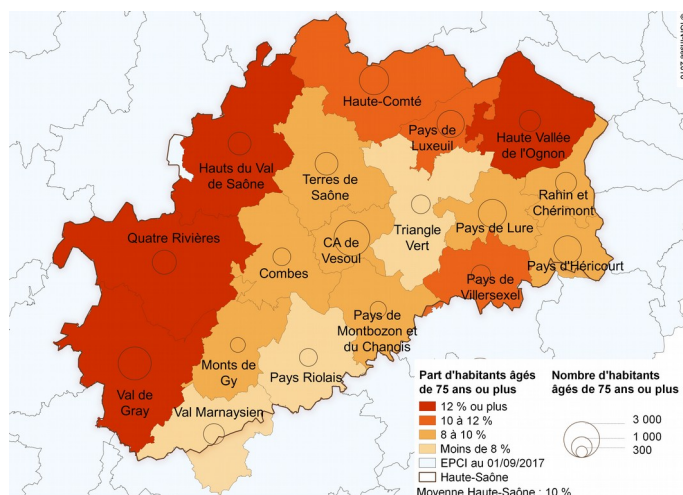 Haute-Comté
Pays de
Luxeuil
Haute Vallée
de l'Ognon
Hauts du Val
de Saône
Terres de
Saône
Rahin et
Chérimont
Quatre Rivières
CA de
Vesoul
Triangle
Vert
Pays de Lure
Combes
Pays d'Héricourt
Pays de
Villersexel
Pays de
Montbozon et
du Chanois
Monts de
Gy
Pays Riolais
Val de
Gray
Val Marnaysien
Part d'habitants âgés
de 75 ans ou plus
12 % ou plus
10 à 12 %
8 à 10 %
Moins de 8 %
EPCI au 01/09/2017
Haute-Saône
Moyenne Haute-Saône : 10 %
Nombre d'habitants
âgés de 75 ans ou plus
3 000
1 000
300